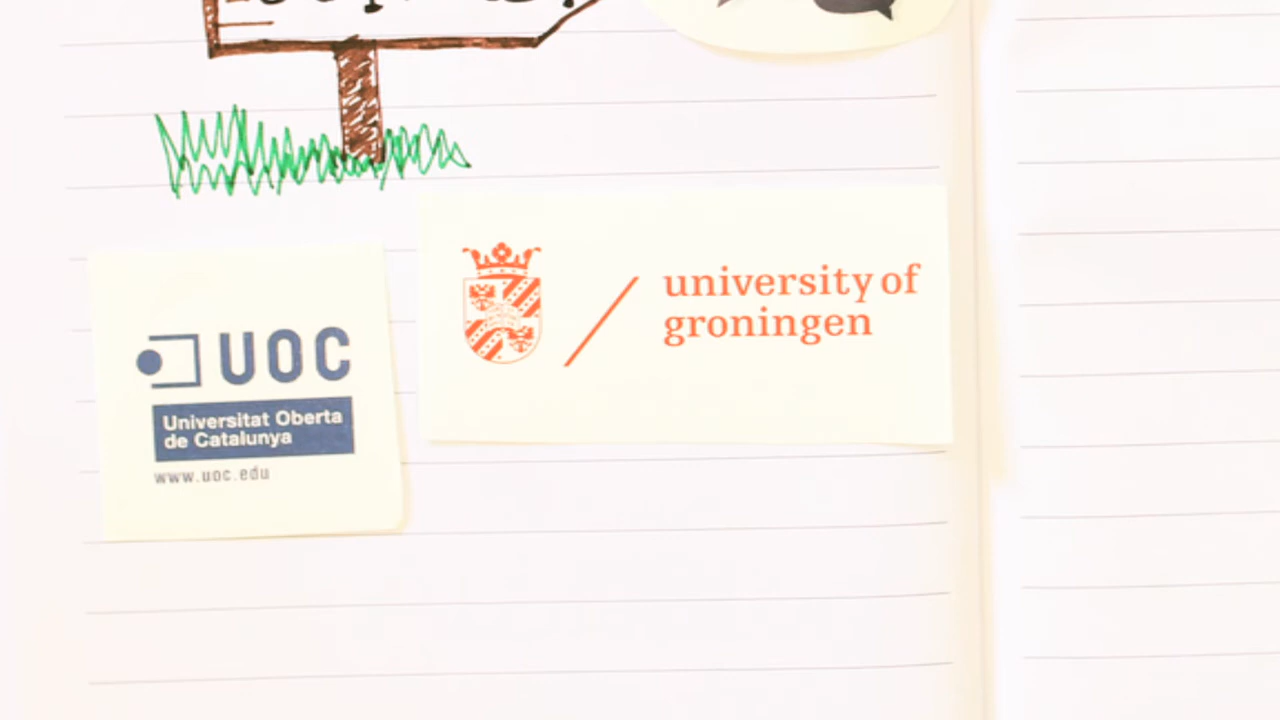 university of
groningen
UOC
Universitat Oberta
de Catalunya
www.uoc.edu